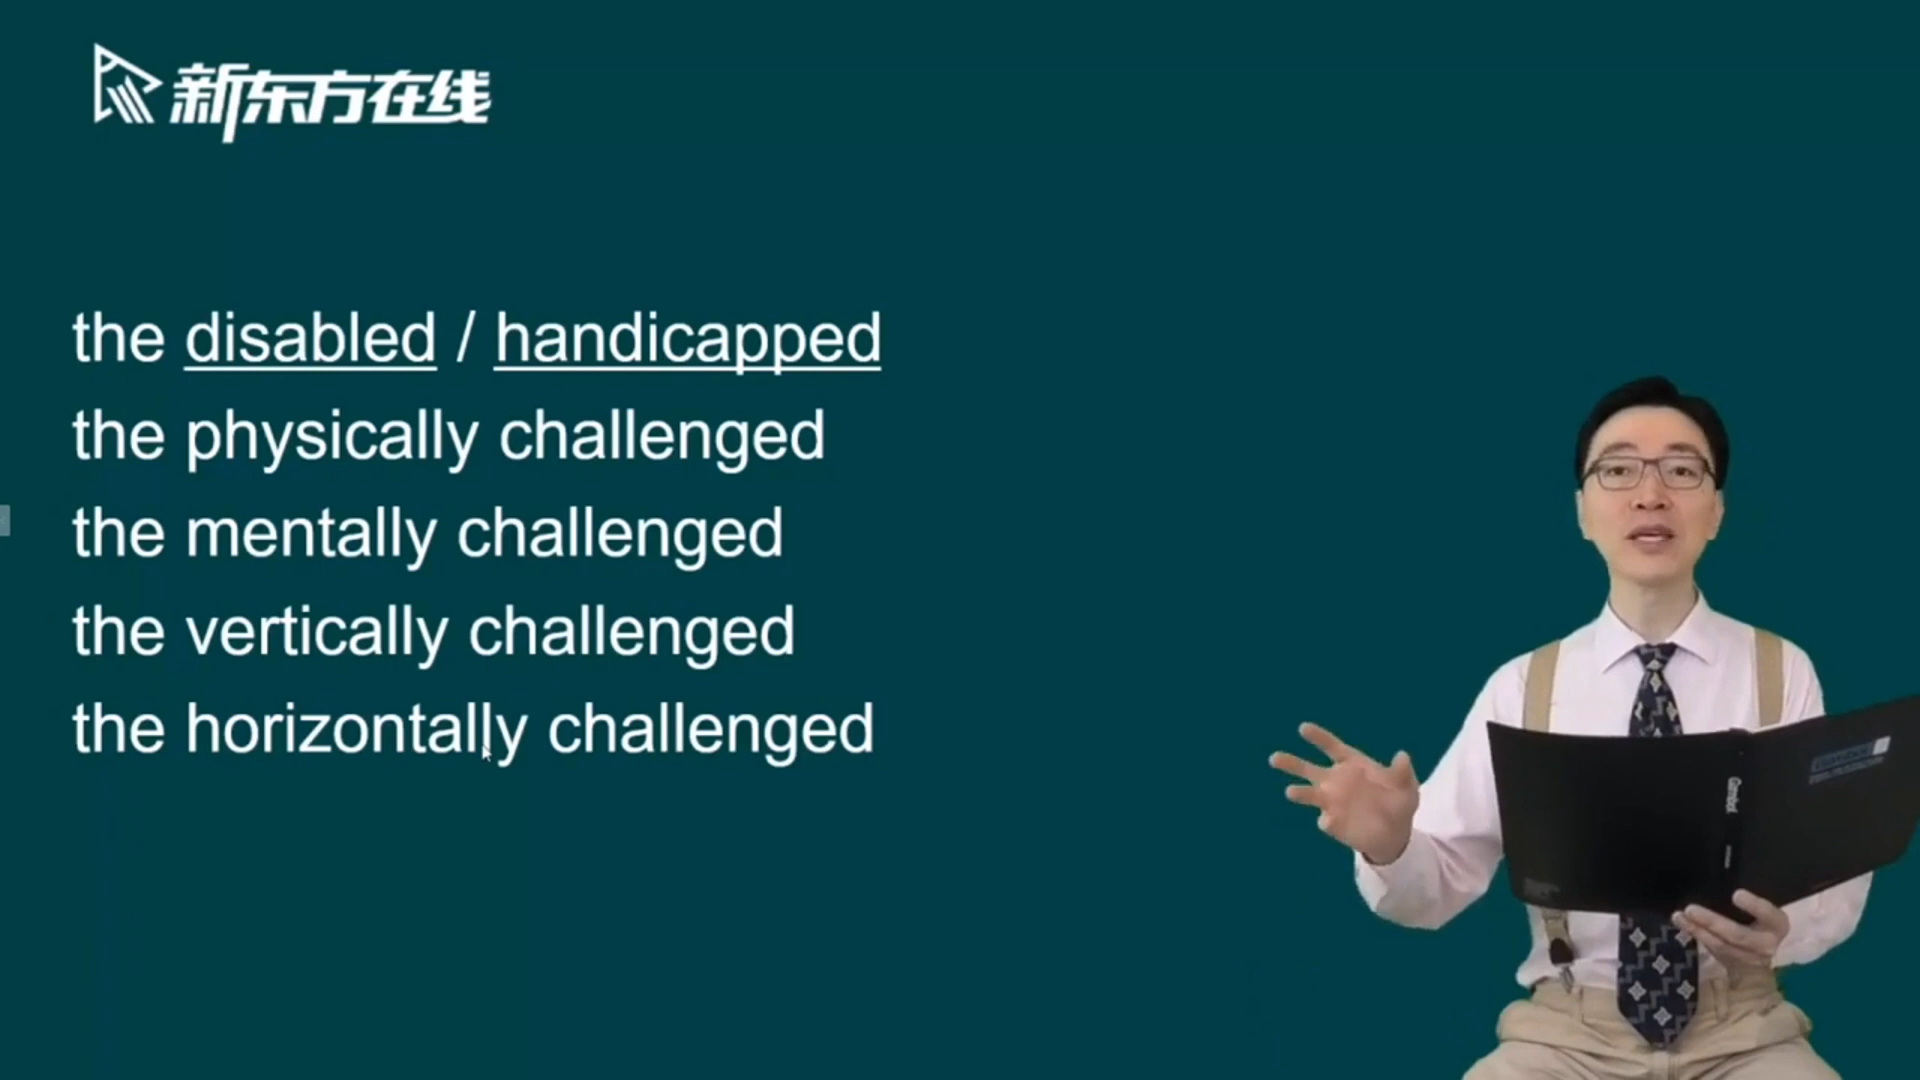 新东方在线
the disabled / handicapped
the physically challenged
the mentally challenged
the vertically challenged
the horizontally challenged